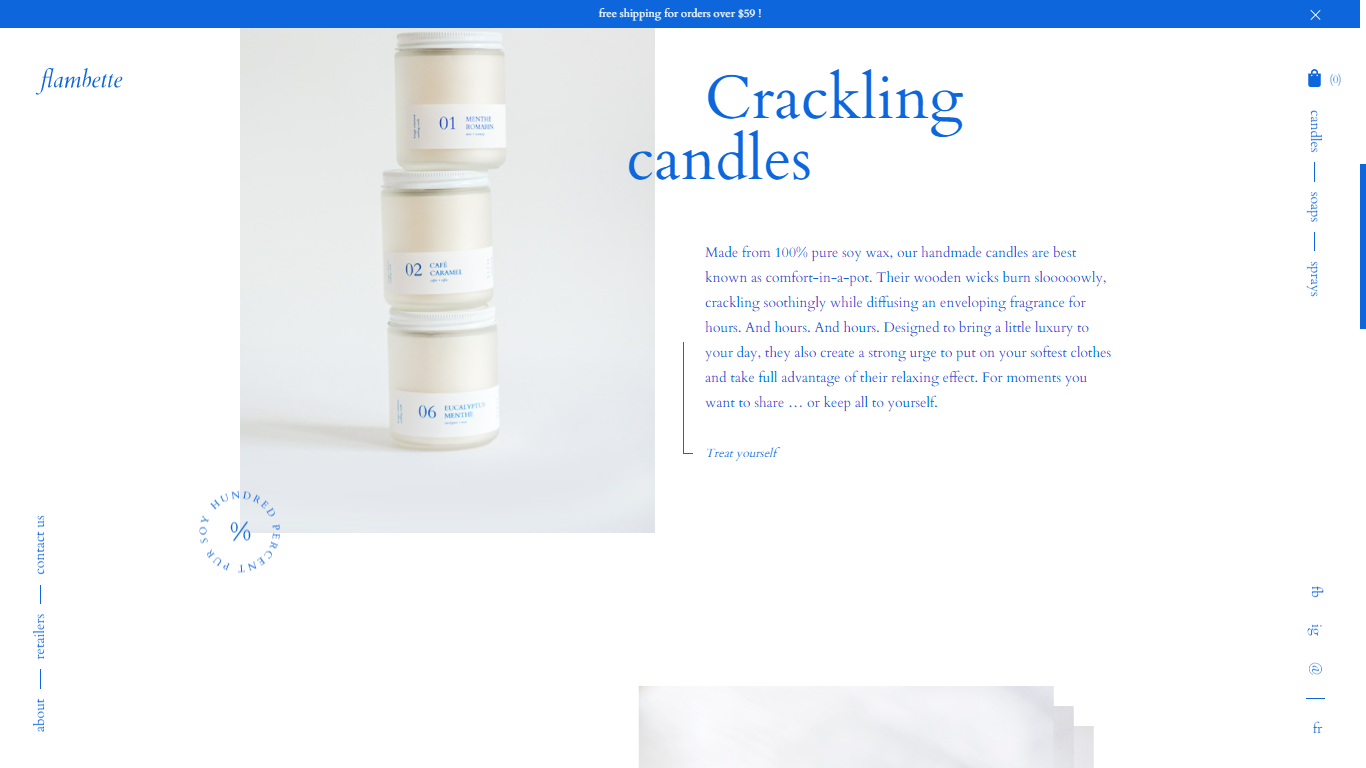 free shipping for orders over $59 !
flambette
(0)
Crackling
candles
candles — soaps — sprays
01 MENTHE
ROMARIN
02 CAFÉ
CARAMEL
06 EUCALYPTUS
MENTHE
Made from 100% pure soy wax, our handmade candles are best
known as comfort-in-a-pot. Their wooden wicks burn slooooowly,
crackling soothingly while diffusing an enveloping fragrance for
hours. And hours. And hours. Designed to bring a little luxury to
your day, they also create a strong urge to put on your softest clothes
and take full advantage of their relaxing effect. For moments you
want to share … or keep all to yourself.
Treat yourself
HUNDRED PERCENT PUR SOY
%
about — retailers — contact us
fb
ig
@
fr